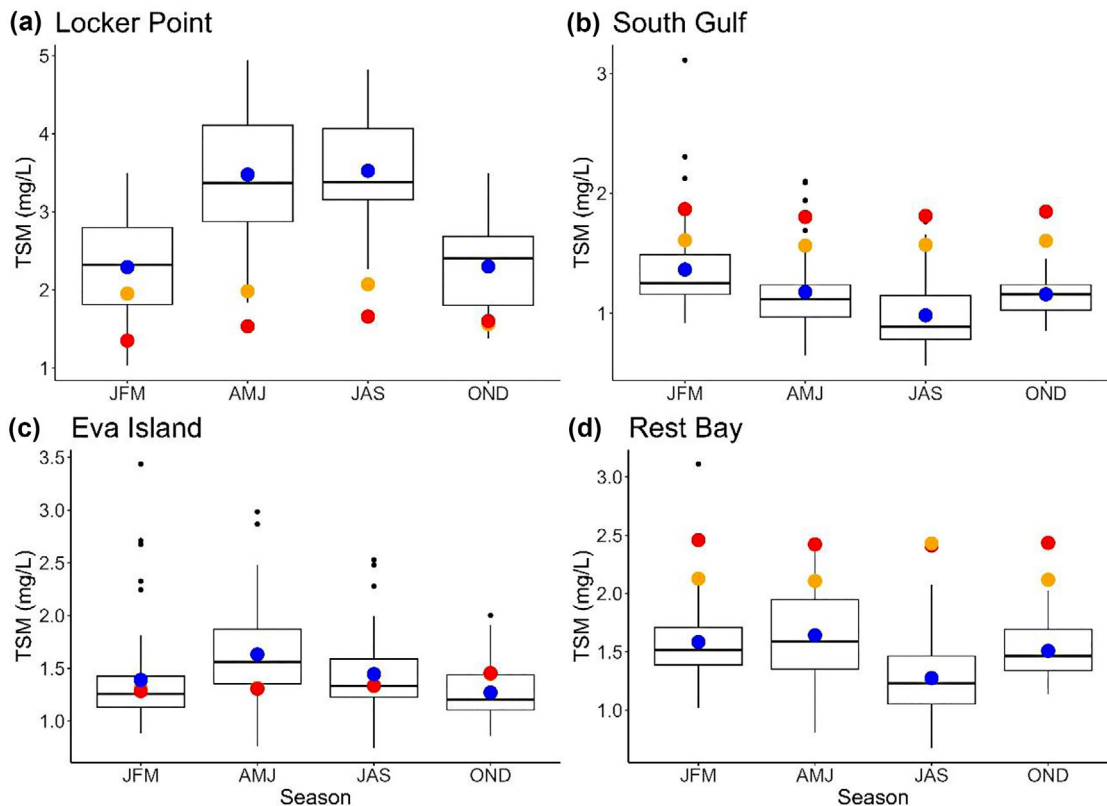 (a) Locker Point
TSM (mg/L)
5
4
3
2
1
JFM AMJ JAS OND
(b) South Gulf
TSM (mg/L)
3
2
1
JFM AMJ JAS OND
(c) Eva Island
TSM (mg/L)
3.5
3.0
2.5
2.0
1.5
1.0
JFM AMJ JAS OND
Season
(d) Rest Bay
TSM (mg/L)
3.0
2.5
2.0
1.5
1.0
JFM AMJ JAS OND
Season